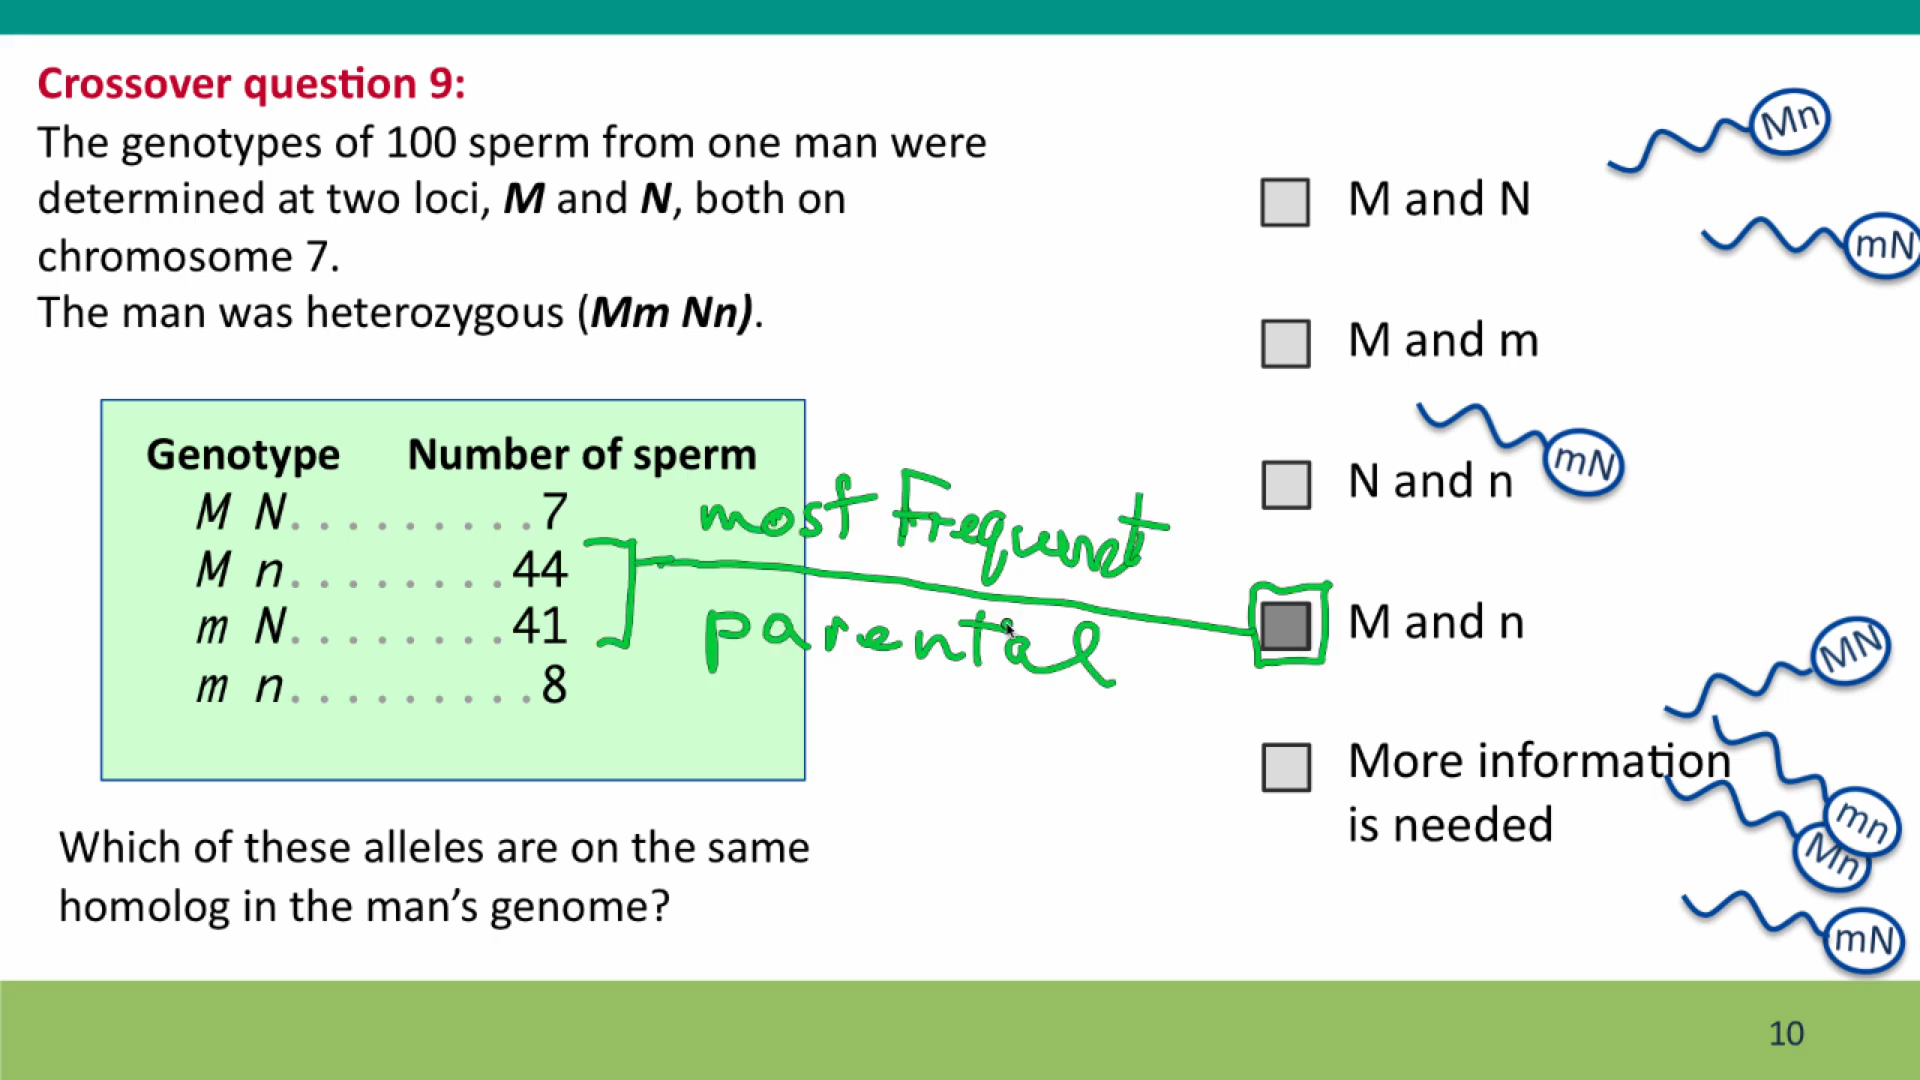 Crossover question 9:
The genotypes of 100 sperm from one man were
determined at two loci, M and N, both on
chromosome 7.
The man was heterozygous (Mm Nn).
Genotype Number of sperm
M N.........7
M n........44
m N........41
m n.........8
most Frequent
parental
Which of these alleles are on the same
homolog in the man’s genome?
M and N
M and m
N and n
M and n
More information
is needed
Mn
mN
mN
MN
mn
Mn
mN
10